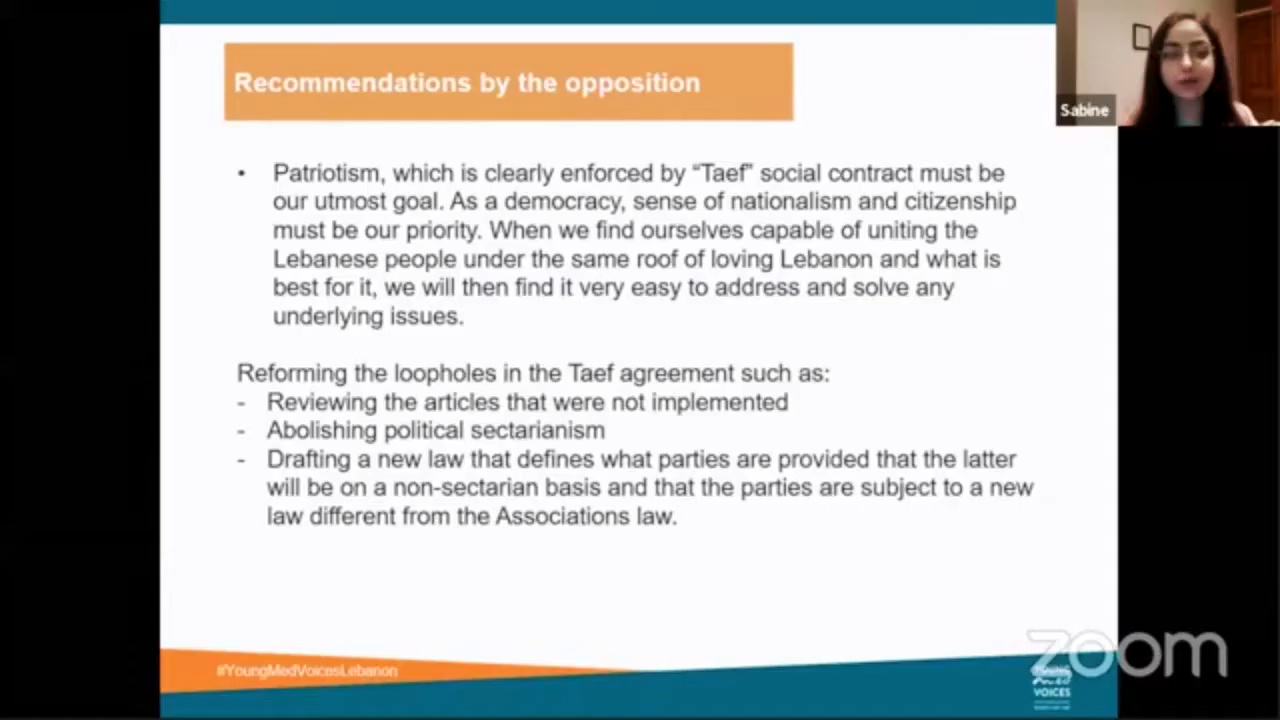 Recommendations by the opposition
Sabine
• Patriotism, which is clearly enforced by “Taef” social contract must be
our utmost goal. As a democracy, sense of nationalism and citizenship
must be our priority. When we find ourselves capable of uniting the
Lebanese people under the same roof of loving Lebanon and what is
best for it, we will then find it very easy to address and solve any
underlying issues.
Reforming the loopholes in the Taef agreement such as:
- Reviewing the articles that were not implemented
- Abolishing political sectarianism
- Drafting a new law that defines what parties are provided that the latter
will be on a non-sectarian basis and that the parties are subject to a new
law different from the Associations law.
#YoungMedVoicesLebanon
zoom
YOUNG
med
VOICES